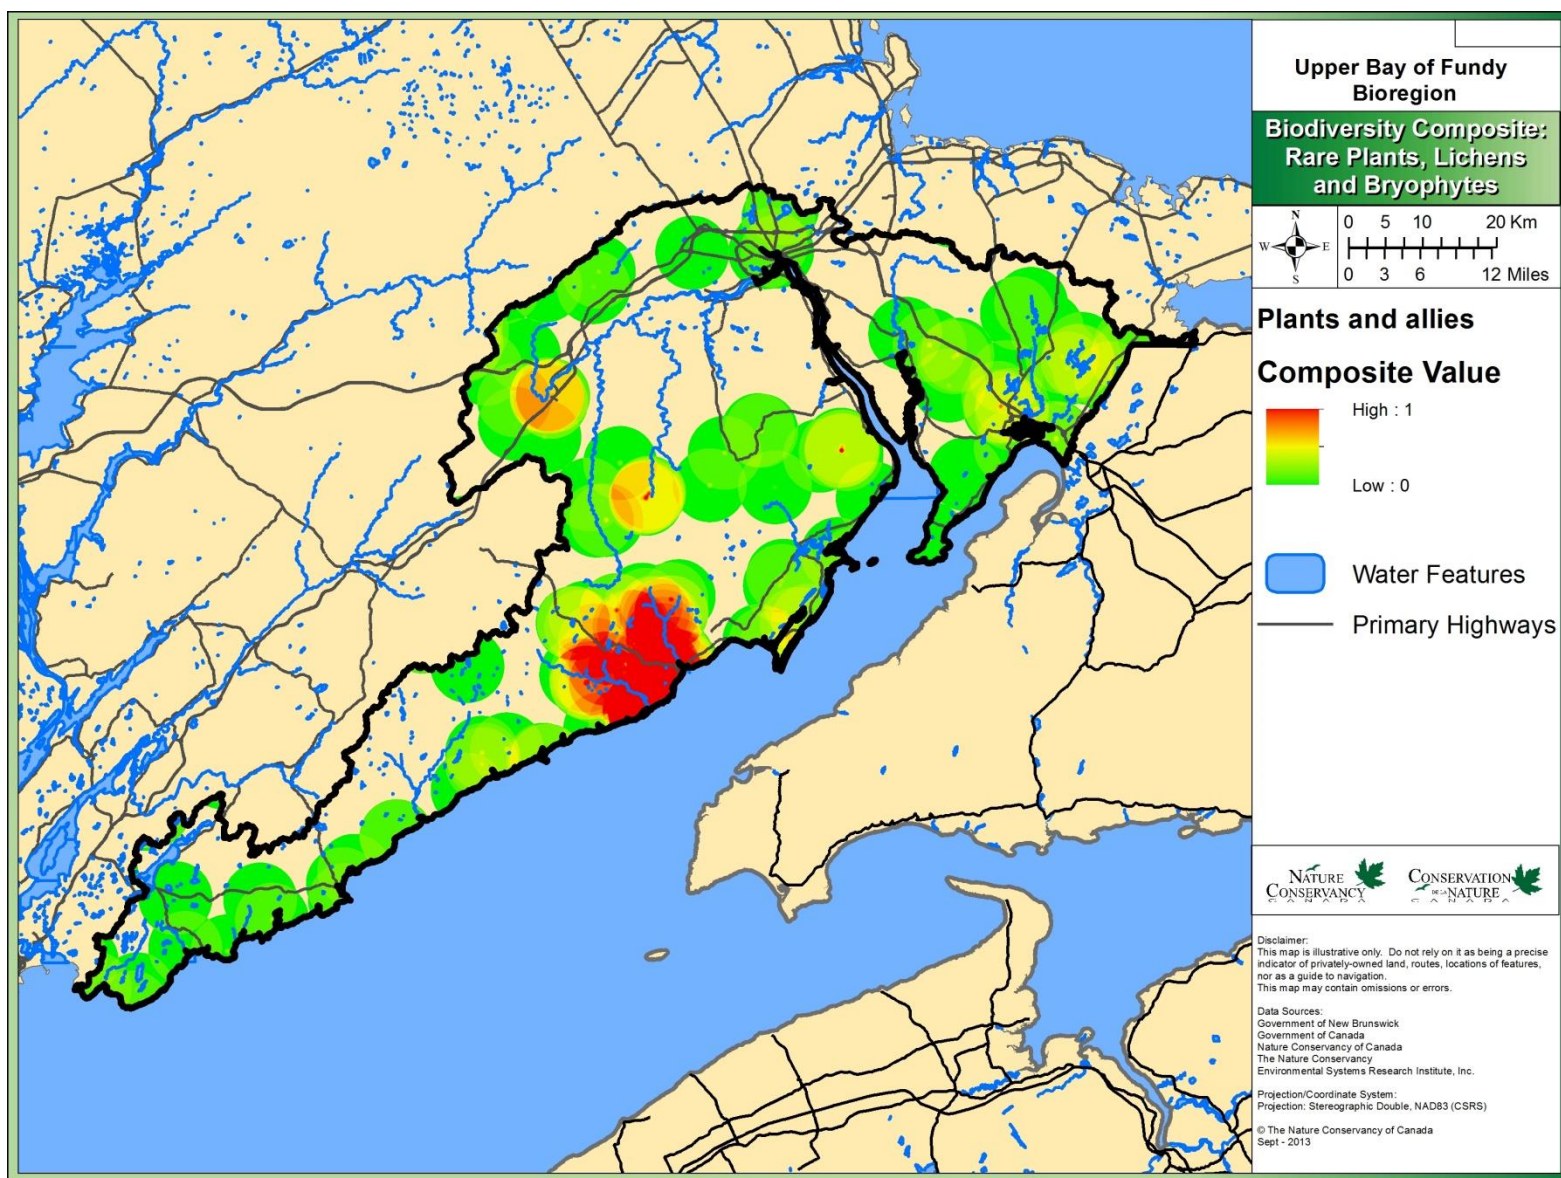 Upper Bay of Fundy
Bioregion
Biodiversity Composite:
Rare Plants, Lichens
and Bryophytes
N
W E
S
0 5 10 20 Km
0 3 6 12 Miles
Plants and allies
Composite Value
High : 1
Low : 0
Water Features
Primary Highways
NATURE
CONSERVANCY
CANADA
CONSERVATION
DE LA NATURE
CANADA
Disclaimer:
This map is illustrative only. Do not rely on it as being a precise
indicator of privately-owned land, routes, locations of features,
nor as a guide to navigation.
This map may contain omissions or errors.
Data Sources:
Government of New Brunswick
Government of Canada
Nature Conservancy of Canada
The Nature Conservancy
Environmental Systems Research Institute, Inc.
Projection/Coordinate System:
Projection: Stereographic Double, NAD83 (CSRS)
© The Nature Conservancy of Canada
Sept - 2013